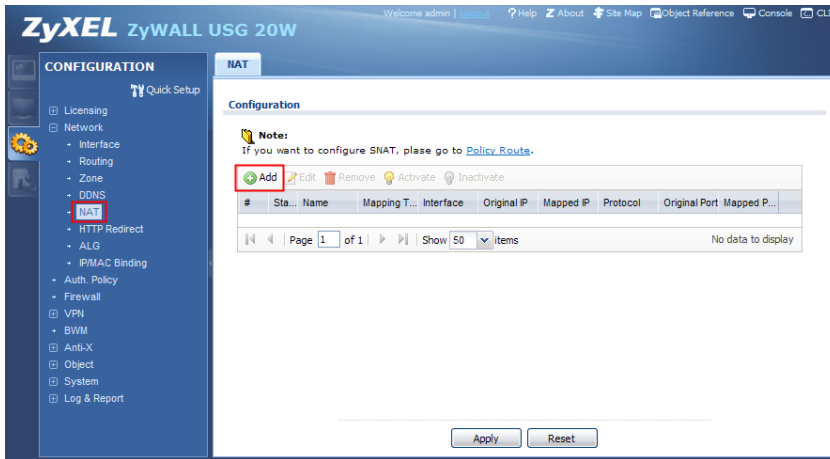 ZyXEL ZyWALL USG 20W
Welcome admin | Logout ? Help Z About Site Map Object Reference Console CLI
CONFIGURATION
Quick Setup
Licensing
Network
Interface
Routing
Zone
DDNS
NAT
HTTP Redirect
ALG
IP/MAC Binding
Auth. Policy
Firewall
VPN
BWM
Anti-X
Object
System
Log & Report
NAT
Configuration
Note:
If you want to configure SNAT, plase go to Policy Route.
Add Edit Remove Activate Inactivate
# Sta... Name Mapping T... Interface Original IP Mapped IP Protocol Original Port Mapped P...
Page 1 of 1 Show 50 items No data to display
Apply Reset